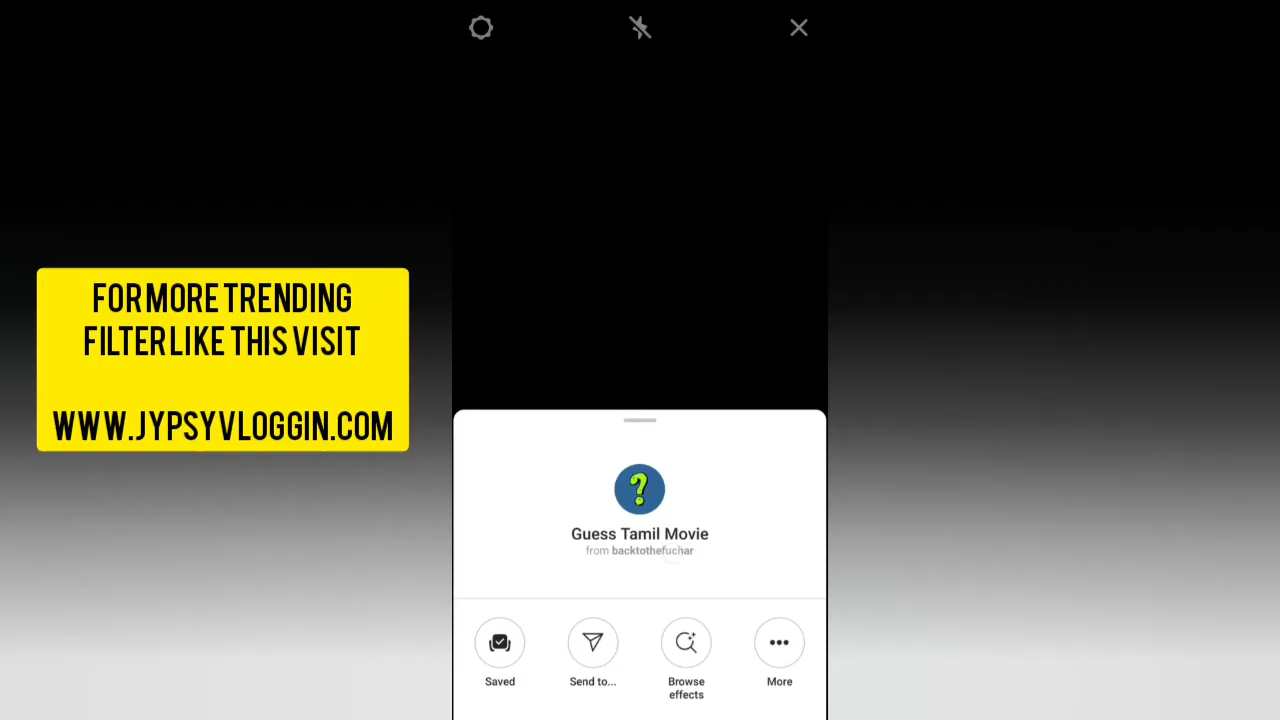 FOR MORE TRENDING
FILTER LIKE THIS VISIT
WWW.JYPSYVLOGGIN.COM
?
Guess Tamil Movie
from backtothefuchar
Saved
Send to...
Browse
effects
More